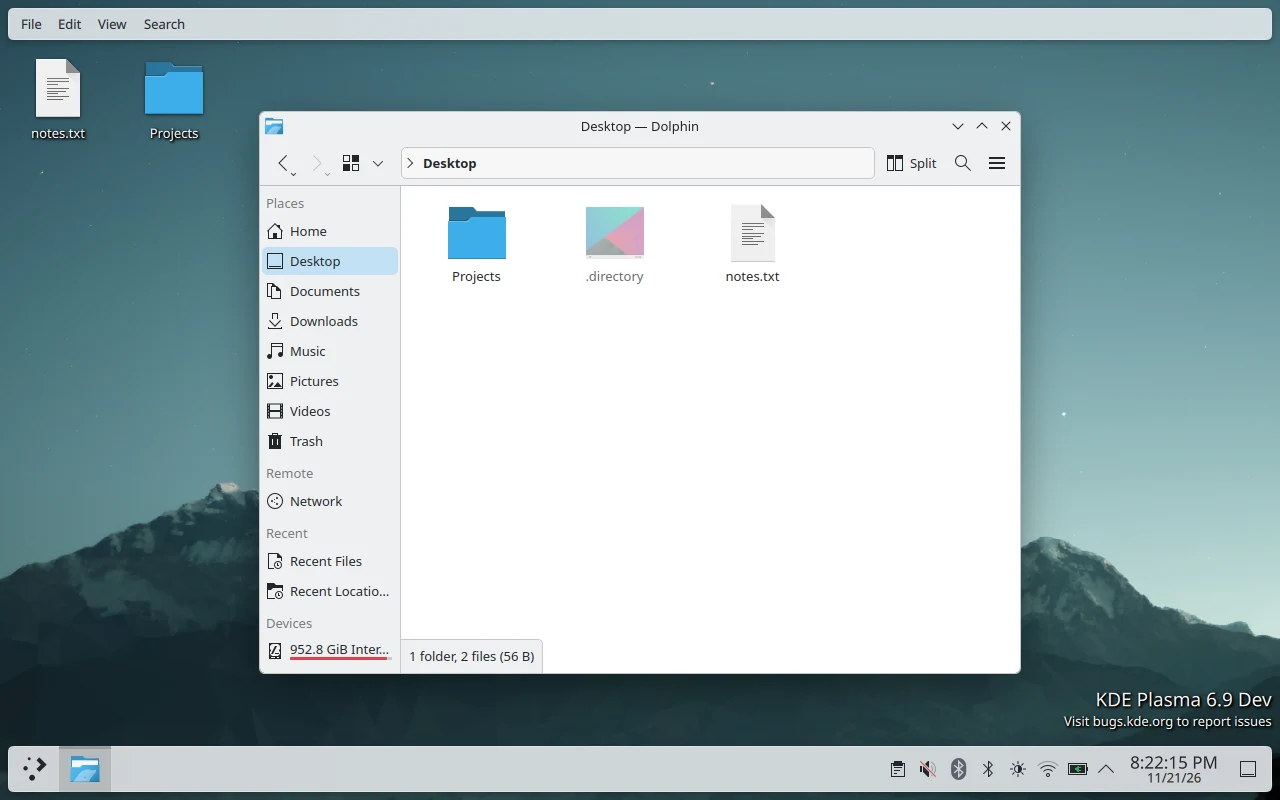 File Edit View Search
notes.txt Projects
Desktop — Dolphin
Desktop Split
Places
Home
Desktop
Documents
Downloads
Music
Pictures
Videos
Trash
Remote
Network
Recent
Recent Files
Recent Locatio...
Devices
952.8 GiB Inter...
Projects .directory notes.txt
1 folder, 2 files (56 B)
KDE Plasma 6.9 Dev
Visit bugs.kde.org to report issues
8:22:15 PM
11/21/26